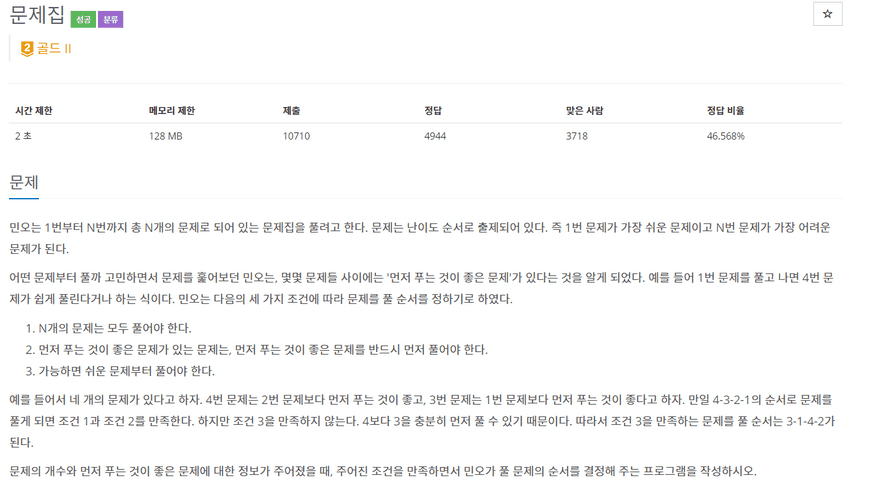 문제집 성공 분류
☆
2 골드 II
시간 제한 메모리 제한 제출 정답 맞은 사람 정답 비율
2 초 128 MB 10710 4944 3718 46.568%
문제
민오는 1번부터 N번까지 총 N개의 문제로 되어 있는 문제집을 풀려고 한다. 문제는 난이도 순서로 출제되어 있다. 즉 1번 문제가 가장 쉬운 문제이고 N번 문제가 가장 어려운
문제가 된다.
어떤 문제부터 풀까 고민하면서 문제를 훑어보던 민오는, 몇몇 문제들 사이에는 '먼저 푸는 것이 좋은 문제'가 있다는 것을 알게 되었다. 예를 들어 1번 문제를 풀고 나면 4번 문
제가 쉽게 풀린다거나 하는 식이다. 민오는 다음의 세 가지 조건에 따라 문제를 풀 순서를 정하기로 하였다.
1. N개의 문제는 모두 풀어야 한다.
2. 먼저 푸는 것이 좋은 문제가 있는 문제는, 먼저 푸는 것이 좋은 문제를 반드시 먼저 풀어야 한다.
3. 가능하면 쉬운 문제부터 풀어야 한다.
예를 들어서 네 개의 문제가 있다고 하자. 4번 문제는 2번 문제보다 먼저 푸는 것이 좋고, 3번 문제는 1번 문제보다 먼저 푸는 것이 좋다고 하자. 만일 4-3-2-1의 순서로 문제를
풀게 되면 조건 1과 조건 2를 만족한다. 하지만 조건 3을 만족하지 않는다. 4보다 3을 충분히 먼저 풀 수 있기 때문이다. 따라서 조건 3을 만족하는 문제를 풀 순서는 3-1-4-2가
된다.
문제의 개수와 먼저 푸는 것이 좋은 문제에 대한 정보가 주어졌을 때, 주어진 조건을 만족하면서 민오가 풀 문제의 순서를 결정해 주는 프로그램을 작성하시오.